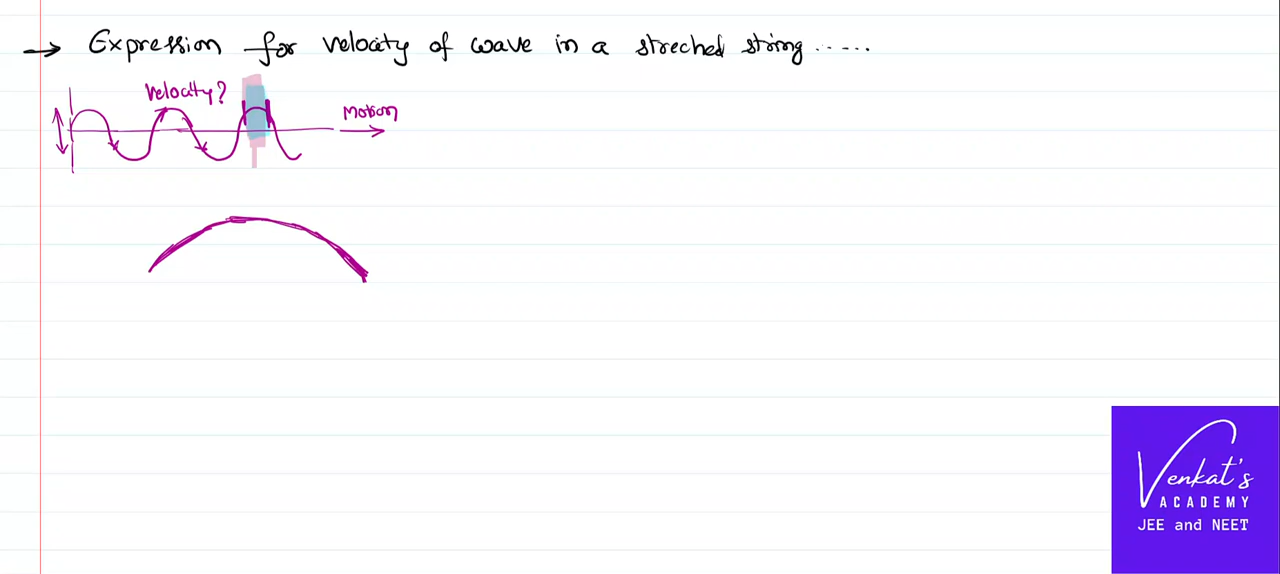 → Expression for velocity of wave in a streched string ......
velocity?
Motion
Venkat's
ACADEMY
JEE and NEET